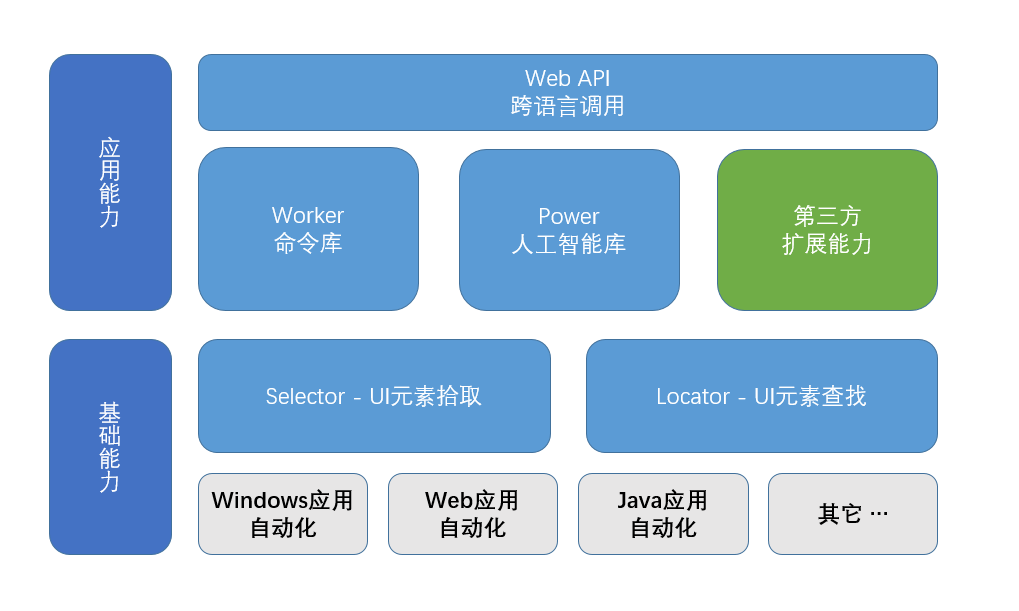 应用能力
Web API
跨语言调用
Worker
命令库
Power
人工智能库
第三方
扩展能力
基础能力
Selector - UI元素拾取
Locator - UI元素查找
Windows应用
自动化
Web应用
自动化
Java应用
自动化
其它 …